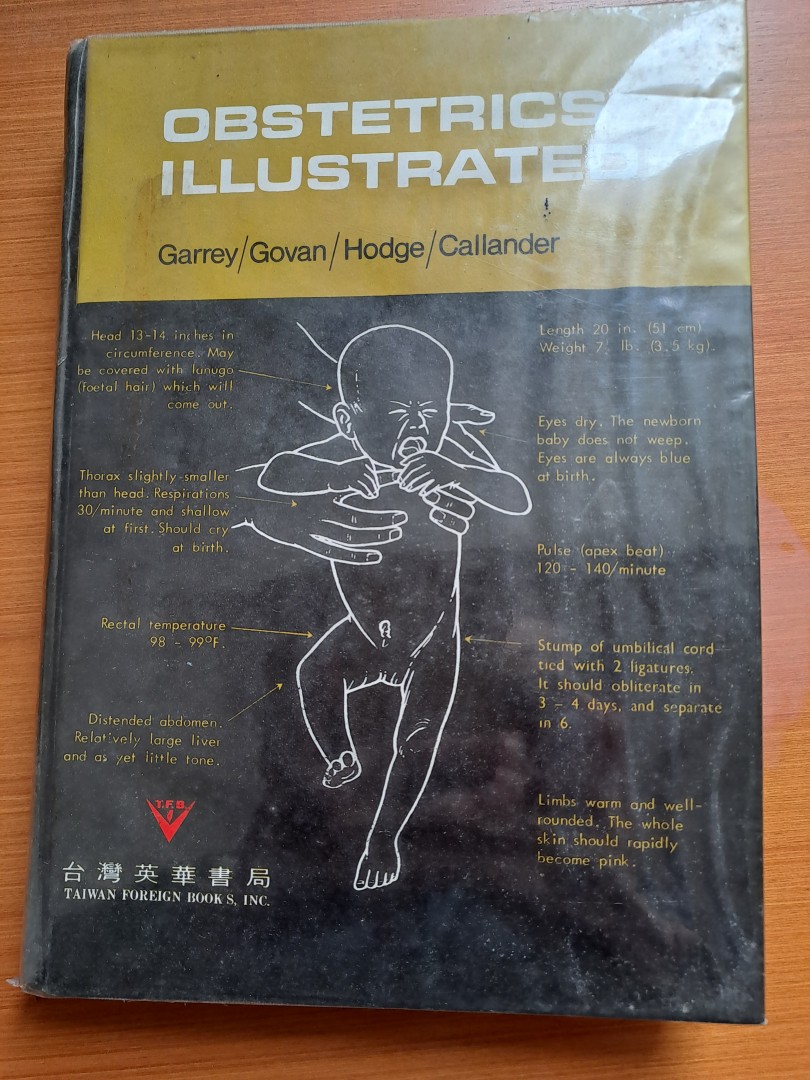 OBSTETRICS
ILLUSTRATED
Garrey/Govan/Hodge/Callander
Head 13-14 inches in
circumference. May
be covered with lanugo
(foetal hair) which will
come out.
Thorax slightly smaller
than head. Respirations
30/minute and shallow
at first. Should cry
at birth.
Rectal temperature
98 - 99°F.
Distended abdomen.
Relatively large liver
and as yet little tone.
Length 20 in. (51 cm)
Weight 7 lb. (3.5 kg).
Eyes dry. The newborn
baby does not weep.
Eyes are always blue
at birth.
Pulse (apex beat)
120 - 140/minute
Stump of umbilical cord
tied with 2 ligatures.
It should obliterate in
3 - 4 days, and separate
in 6.
Limbs warm and well-
rounded. The whole
skin should rapidly
become pink.
T.F.B.
台灣英華書局
TAIWAN FOREIGN BOOKS, INC.